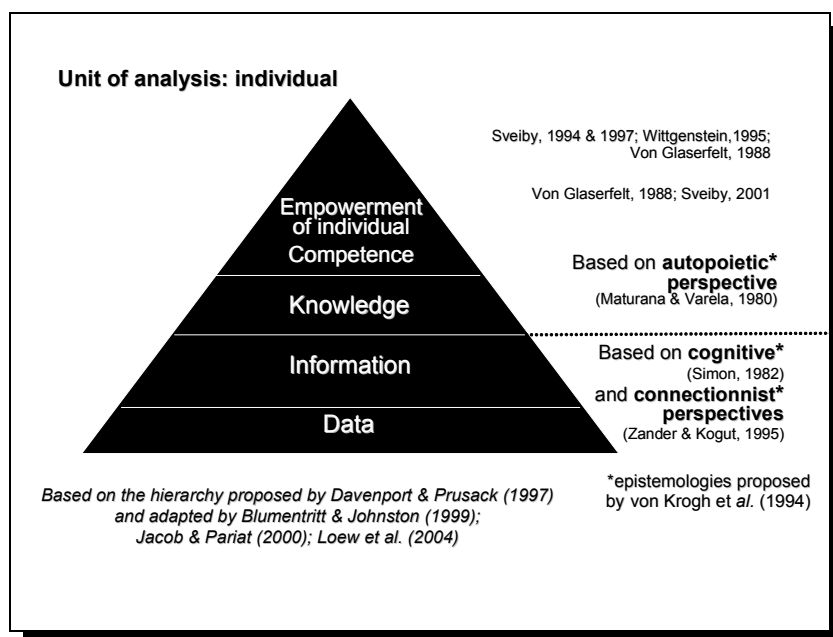 Unit of analysis: individual
Sveiby, 1994 & 1997; Wittgenstein,1995;
Von Glaserfelt, 1988
Von Glaserfelt, 1988; Sveiby, 2001
Empowerment
of individual
Competence
Based on autopoietic*
perspective
(Maturana & Varela, 1980)
Knowledge
Information
Based on cognitive*
(Simon, 1982)
and connectionnist*
perspectives
(Zander & Kogut, 1995)
Data
*epistemologies proposed
by von Krogh et al. (1994)
Based on the hierarchy proposed by Davenport & Prusack (1997)
and adapted by Blumentritt & Johnston (1999);
Jacob & Pariat (2000); Loew et al. (2004)